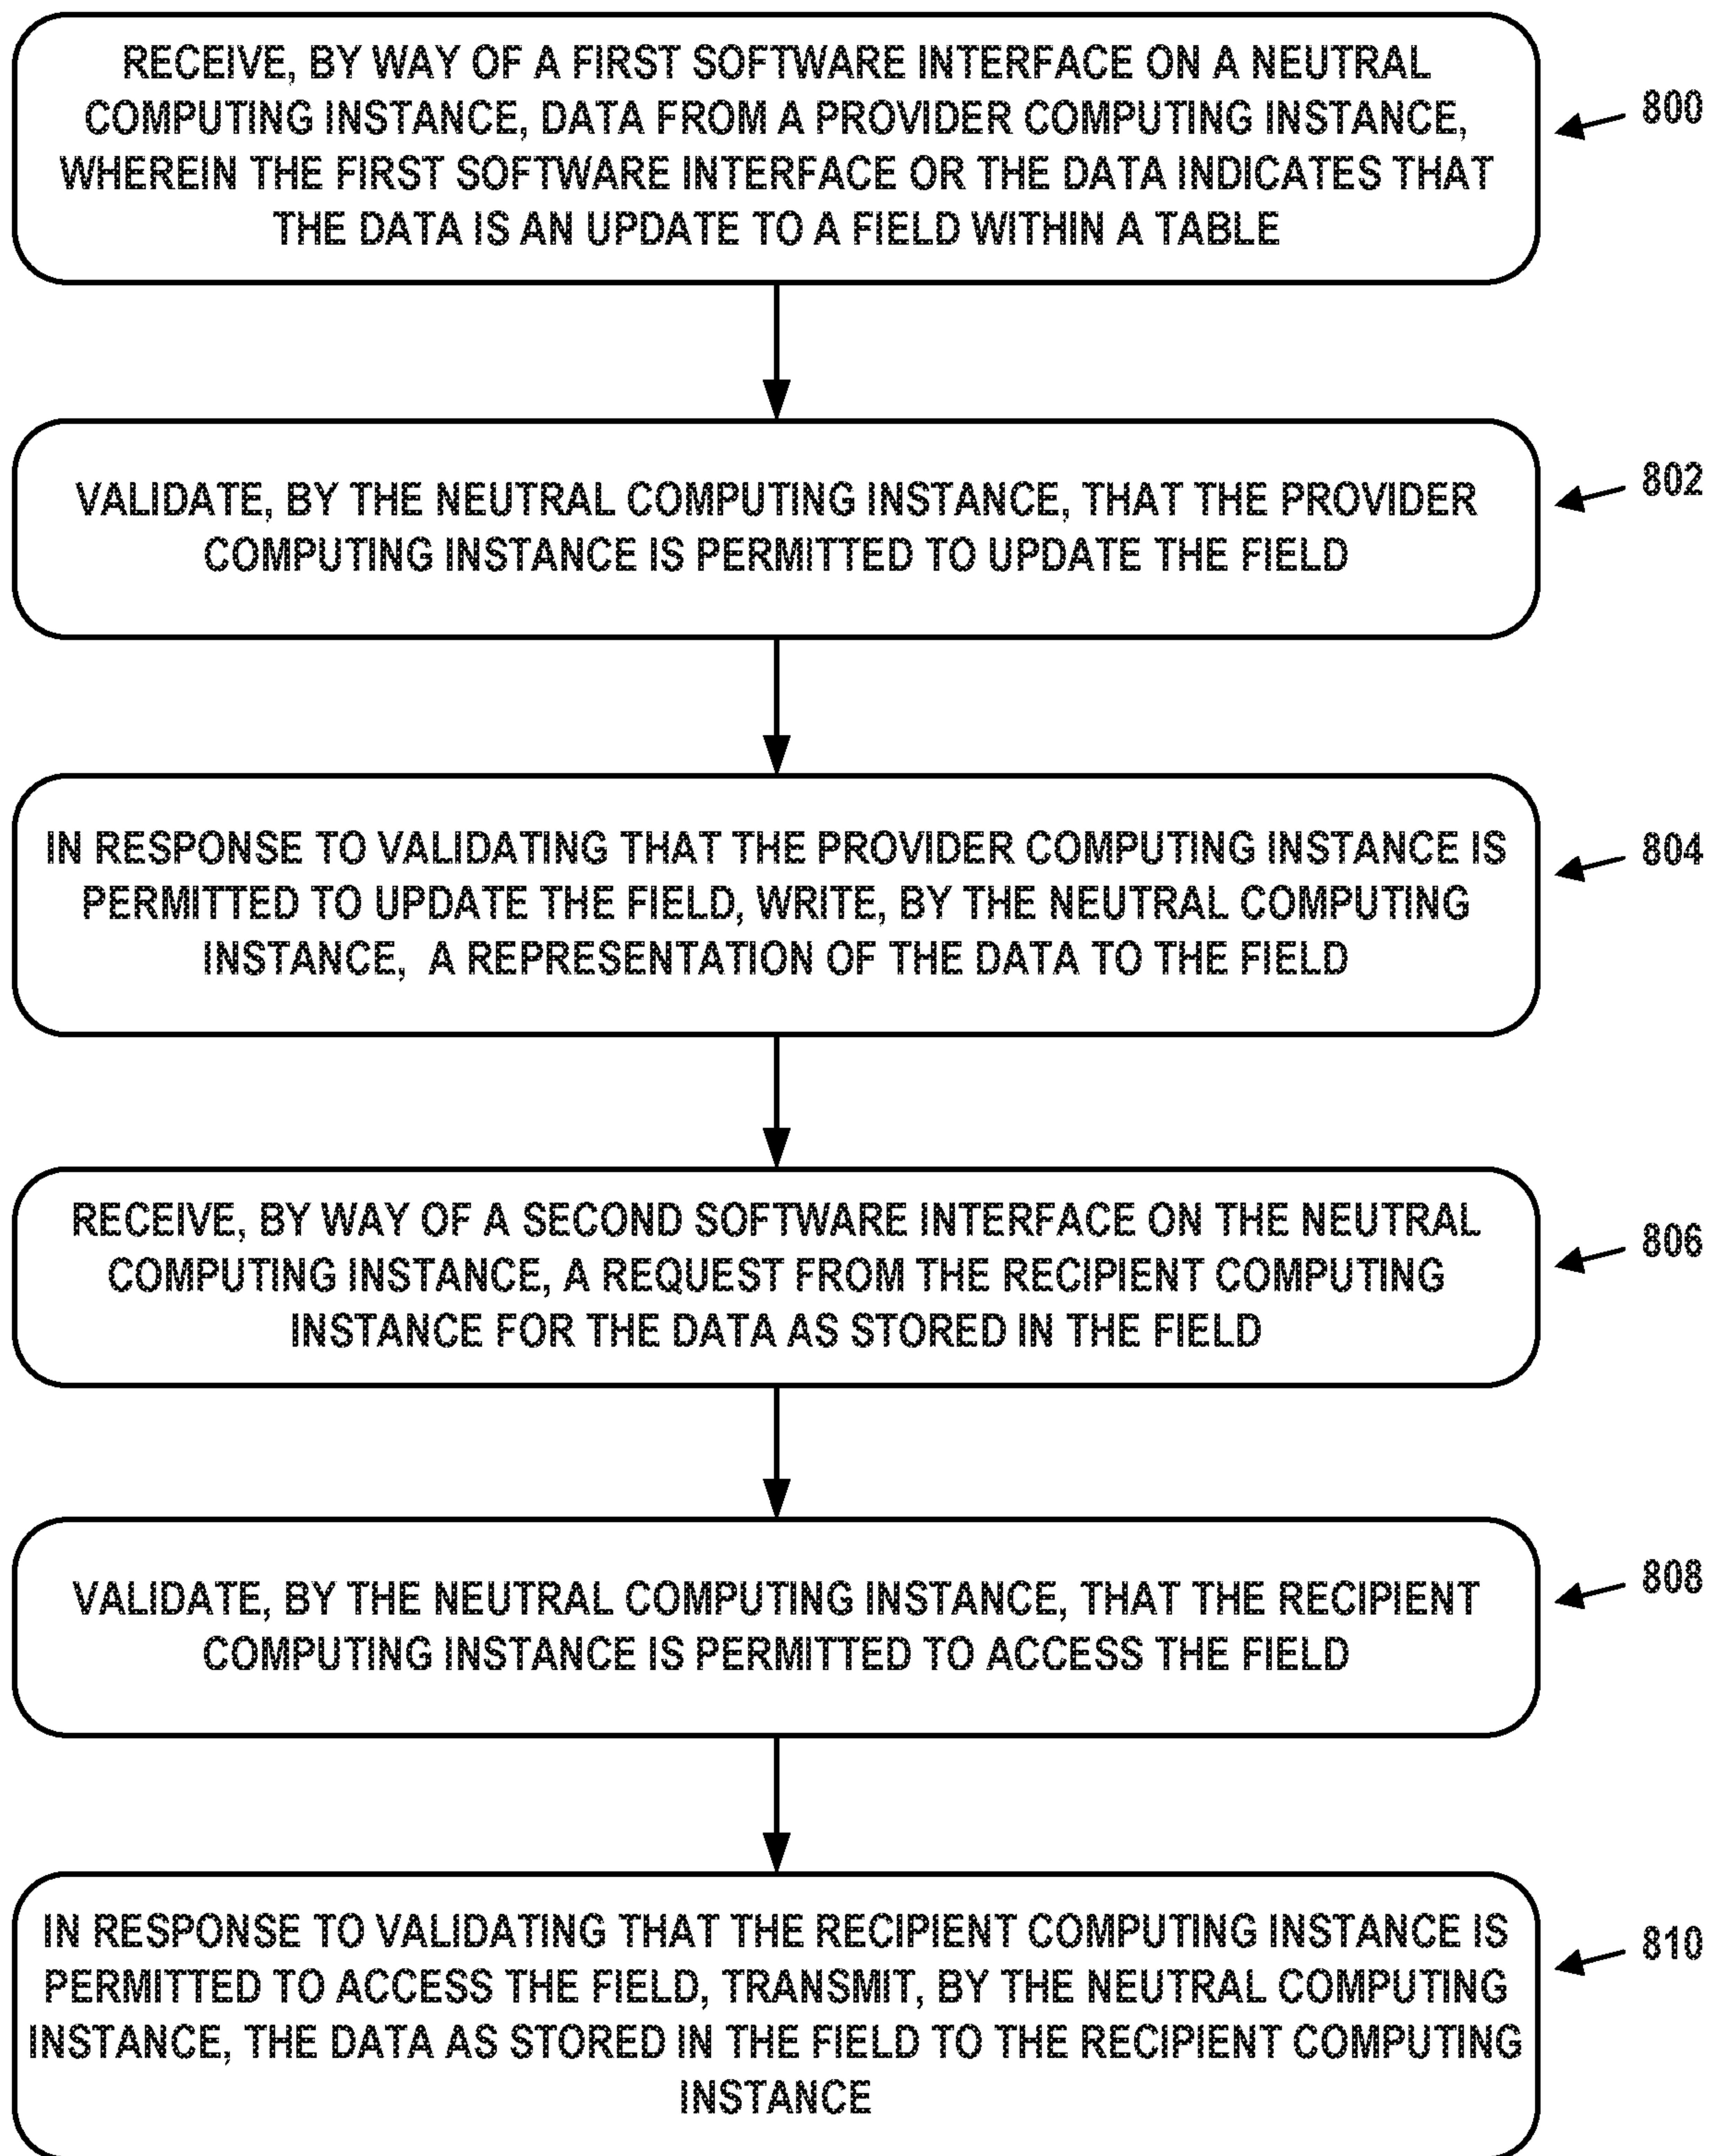 RECEIVE, BY WAY OF A FIRST SOFTWARE INTERFACE ON A NEUTRAL
COMPUTING INSTANCE, DATA FROM A PROVIDER COMPUTING INSTANCE,
WHEREIN THE FIRST SOFTWARE INTERFACE OR THE DATA INDICATES THAT
THE DATA IS AN UPDATE TO A FIELD WITHIN A TABLE
800
VALIDATE, BY THE NEUTRAL COMPUTING INSTANCE, THAT THE PROVIDER
COMPUTING INSTANCE IS PERMITTED TO UPDATE THE FIELD
802
IN RESPONSE TO VALIDATING THAT THE PROVIDER COMPUTING INSTANCE IS
PERMITTED TO UPDATE THE FIELD, WRITE, BY THE NEUTRAL COMPUTING
INSTANCE, A REPRESENTATION OF THE DATA TO THE FIELD
804
RECEIVE, BY WAY OF A SECOND SOFTWARE INTERFACE ON THE NEUTRAL
COMPUTING INSTANCE, A REQUEST FROM THE RECIPIENT COMPUTING
INSTANCE FOR THE DATA AS STORED IN THE FIELD
806
VALIDATE, BY THE NEUTRAL COMPUTING INSTANCE, THAT THE RECIPIENT
COMPUTING INSTANCE IS PERMITTED TO ACCESS THE FIELD
808
IN RESPONSE TO VALIDATING THAT THE RECIPIENT COMPUTING INSTANCE IS
PERMITTED TO ACCESS THE FIELD, TRANSMIT, BY THE NEUTRAL COMPUTING
INSTANCE, THE DATA AS STORED IN THE FIELD TO THE RECIPIENT COMPUTING
INSTANCE
810